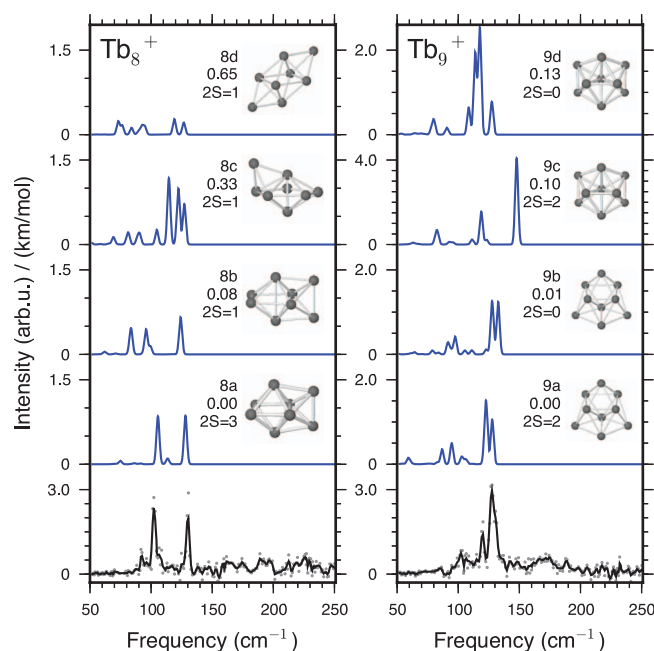 Tb₈⁺
8d
0.65
2S=1
1.5
0
8c
0.33
2S=1
1.5
0
8b
0.08
2S=1
1.5
0
8a
0.00
2S=3
1.5
0
3.0
0
50 100 150 200 250
Frequency (cm⁻¹)
Intensity (arb.u.) / (km/mol)
Tb₉⁺
9d
0.13
2S=0
2.0
0
9c
0.10
2S=2
4.0
0
9b
0.01
2S=0
2.0
0
9a
0.00
2S=2
2.0
0
3.0
0
50 100 150 200 250
Frequency (cm⁻¹)